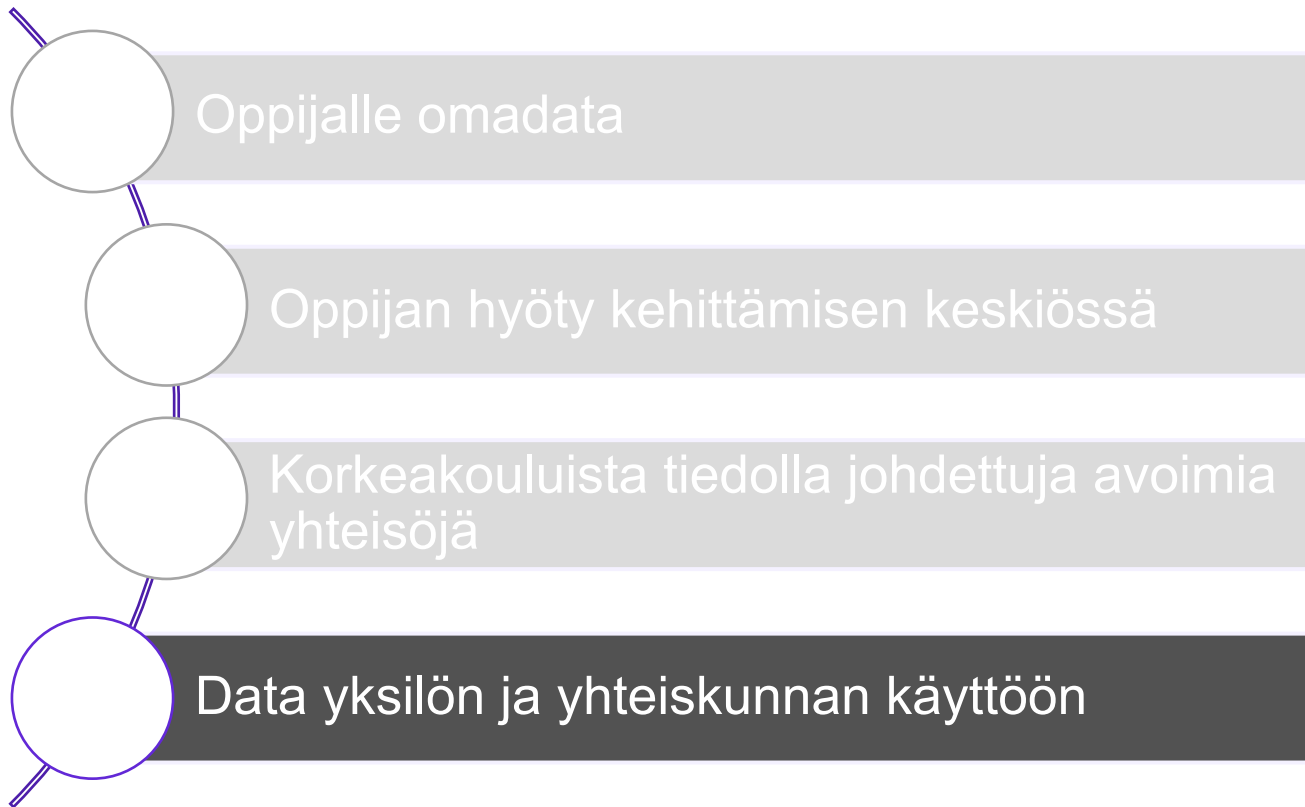 Oppijalle omadata
Oppijan hyöty kehittämisen keskiössä
Korkeakouluista tiedolla johdettuja avoimia
yhteisöjä
Data yksilön ja yhteiskunnan käyttöön